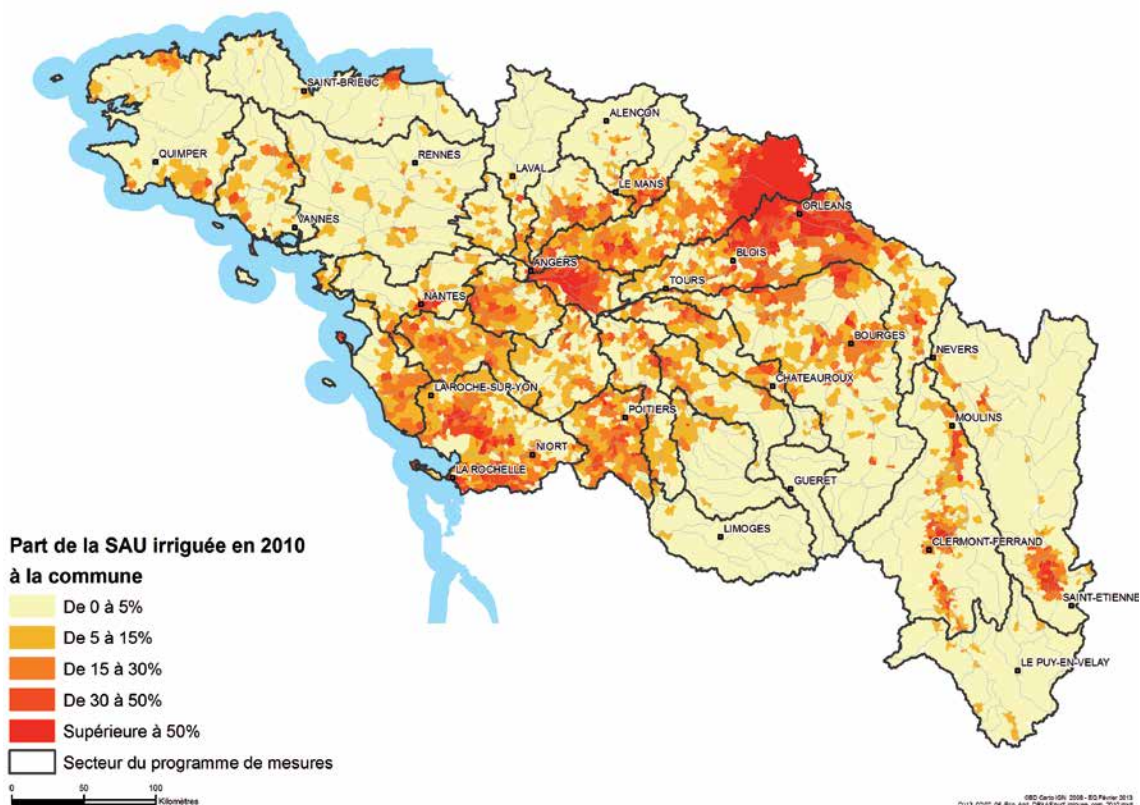 SAINT-BRIEUC
ALENCON
QUIMPER
RENNES
LAVAL
LE MANS
ORLEANS
VANNES
ANGERS
BLOIS
TOURS
NANTES
BOURGES
NEVERS
CHATEAUROUX
LA ROCHE-SUR-YON
POITIERS
MOULINS
NIORT
LA ROCHELLE
GUERET
LIMOGES
CLERMONT-FERRAND
SAINT-ETIENNE
LE PUY-EN-VELAY
Part de la SAU irriguée en 2010
à la commune
De 0 à 5%
De 5 à 15%
De 15 à 30%
De 30 à 50%
Supérieure à 50%
Secteur du programme de mesures
0 50 100
Kilomètres